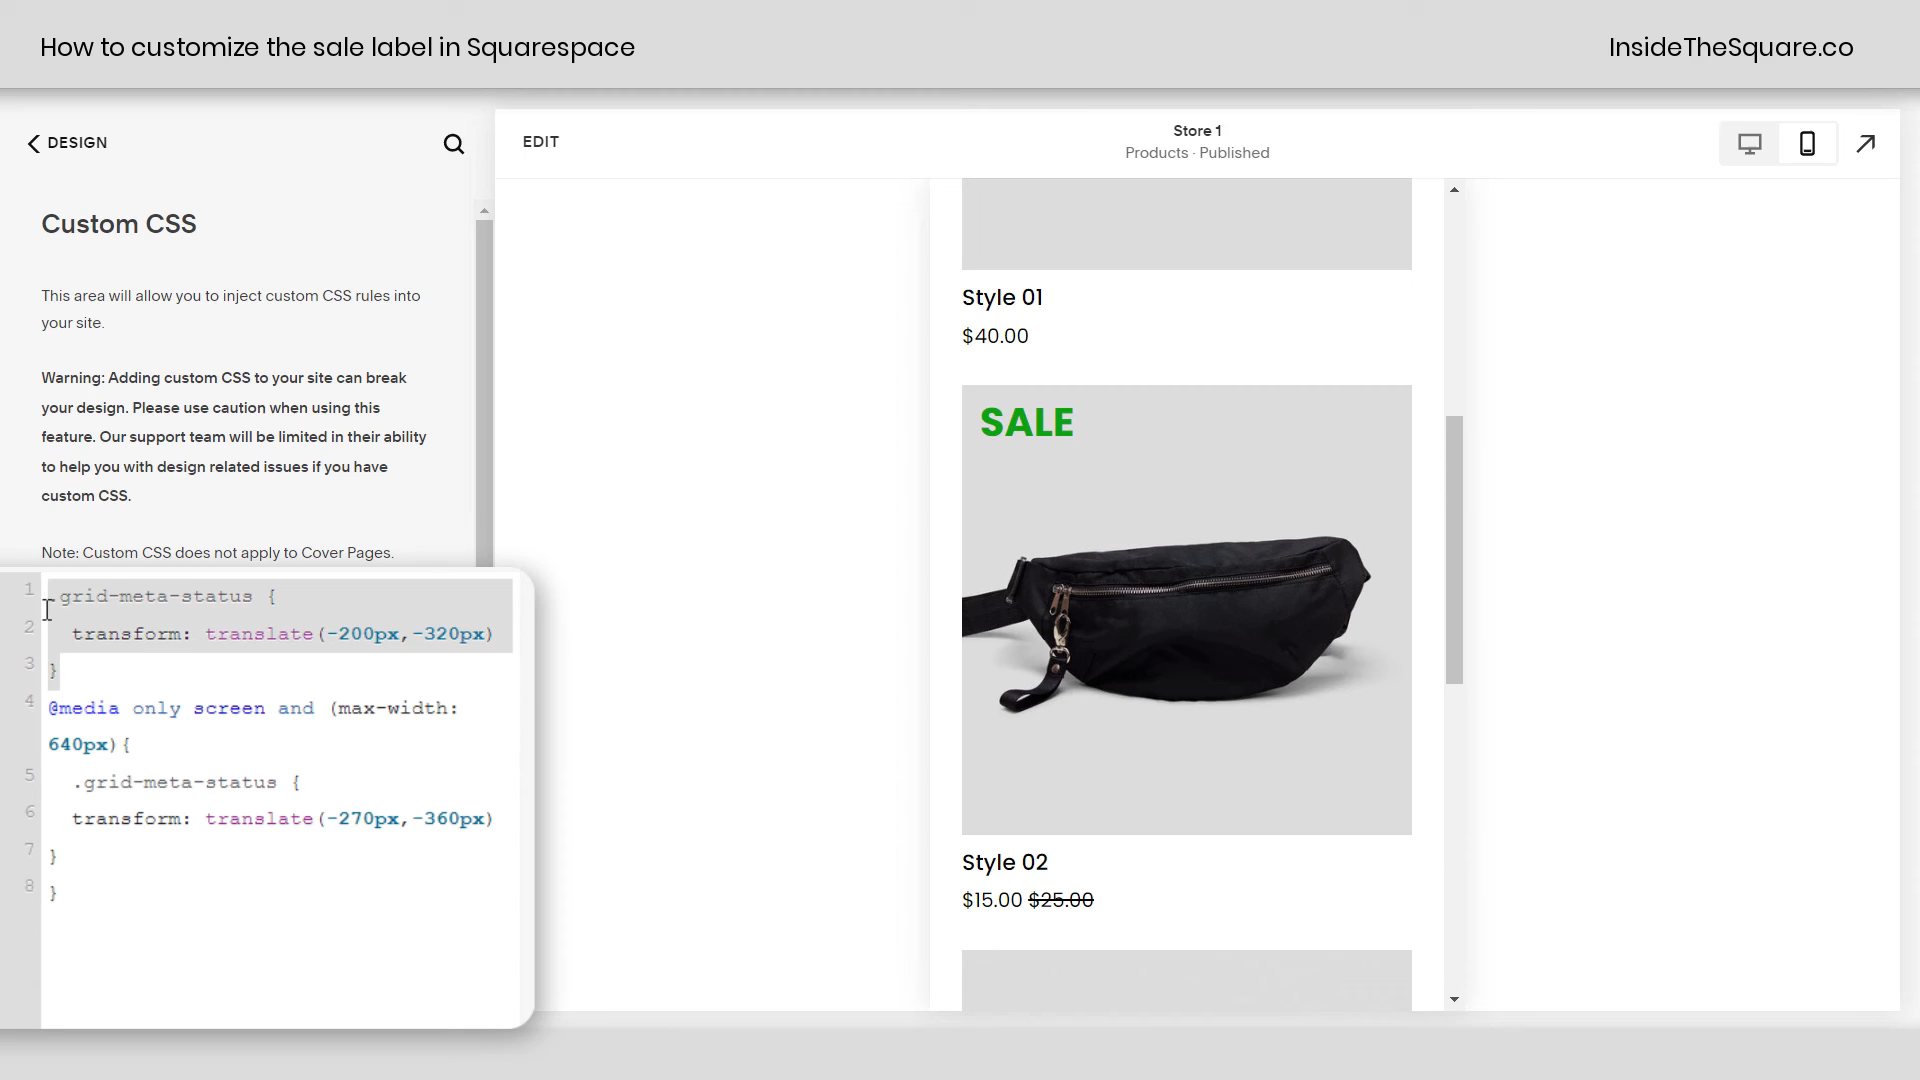 How to customize the sale label in Squarespace
InsideTheSquare.co
DESIGN
EDIT
Store 1
Products · Published
Custom CSS
This area will allow you to inject custom CSS rules into
your site.
Warning: Adding custom CSS to your site can break
your design. Please use caution when using this
feature. Our support team will be limited in their ability
to help you with design related issues if you have
custom CSS.
Note: Custom CSS does not apply to Cover Pages.
1 .grid-meta-status {
2 transform: translate(-200px,-320px)
3 }
4 @media only screen and (max-width:
640px){
5 .grid-meta-status {
6 transform: translate(-270px,-360px)
7 }
8 }
Style 01
$40.00
SALE
Style 02
$15.00 $25.00